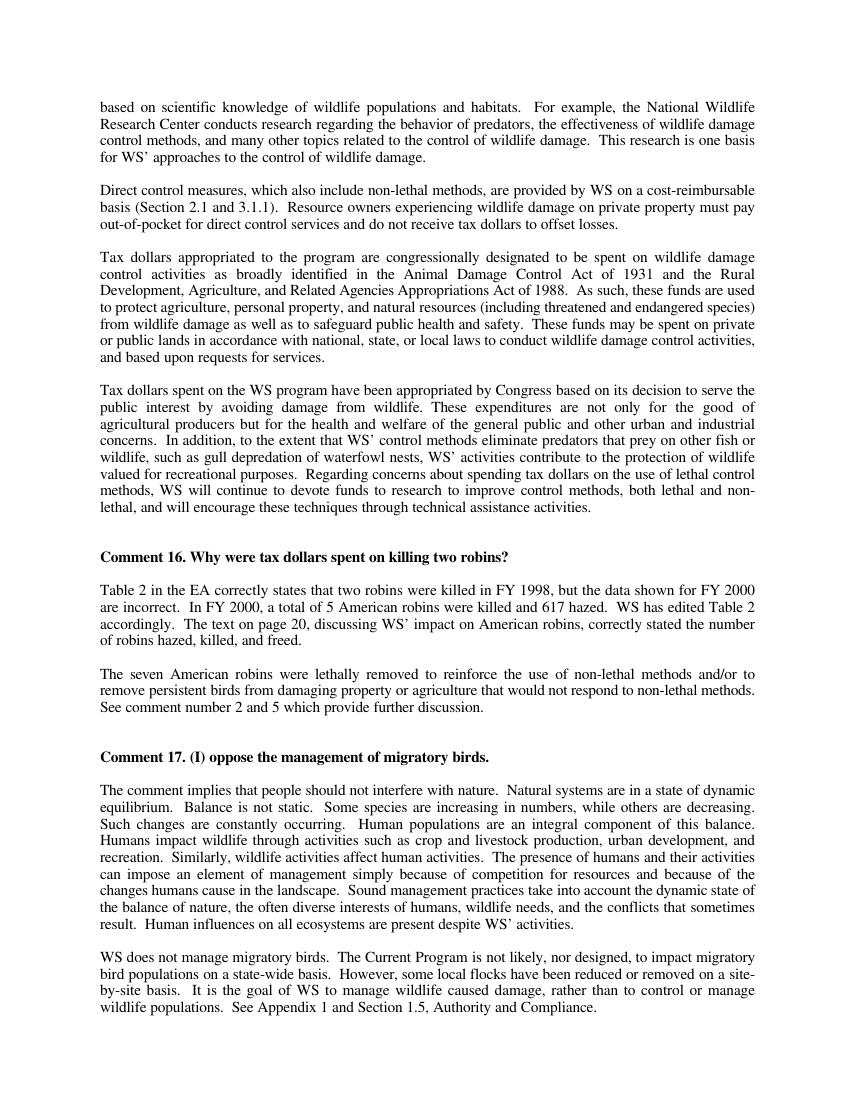 based on scientific knowledge of wildlife populations and habitats.  For example, the National Wildlife
Research Center conducts research regarding the behavior of predators, the effectiveness of wildlife damage
control methods, and many other topics related to the control of wildlife damage.  This research is one basis
for WS’ approaches to the control of wildlife damage.
Direct control measures, which also include non-lethal methods, are provided by WS on a cost-reimbursable
basis (Section 2.1 and 3.1.1).  Resource owners experiencing wildlife damage on private property must pay
out-of-pocket for direct control services and do not receive tax dollars to offset losses.
Tax dollars appropriated to the program are congressionally designated to be spent on wildlife damage
control activities as broadly identified in the Animal Damage Control Act of 1931 and the Rural
Development, Agriculture, and Related Agencies Appropriations Act of 1988.  As such, these funds are used
to protect agriculture, personal property, and natural resources (including threatened and endangered species)
from wildlife damage as well as to safeguard public health and safety.  These funds may be spent on private
or public lands in accordance with national, state, or local laws to conduct wildlife damage control activities,
and based upon requests for services.
Tax dollars spent on the WS program have been appropriated by Congress based on its decision to serve the
public interest by avoiding damage from wildlife. These expenditures are not only for the good of
agricultural producers but for the health and welfare of the general public and other urban and industrial
concerns.  In addition, to the extent that WS’ control methods eliminate predators that prey on other fish or
wildlife, such as gull depredation of waterfowl nests, WS’ activities contribute to the protection of wildlife
valued for recreational purposes.  Regarding concerns about spending tax dollars on the use of lethal control
methods, WS will continue to devote funds to research to improve control methods, both lethal and non-
lethal, and will encourage these techniques through technical assistance activities.
Comment 16. Why were tax dollars spent on killing two robins?
Table 2 in the EA correctly states that two robins were killed in FY 1998, but the data shown for FY 2000
are incorrect.  In FY 2000, a total of 5 American robins were killed and 617 hazed.  WS has edited Table 2
accordingly.  The text on page 20, discussing WS’ impact on American robins, correctly stated the number
of robins hazed, killed, and freed.
The seven American robins were lethally removed to reinforce the use of non-lethal methods and/or to
remove persistent birds from damaging property or agriculture that would not respond to non-lethal methods.
See comment number 2 and 5 which provide further discussion.
Comment 17. (I) oppose the management of migratory birds.
The comment implies that people should not interfere with nature.  Natural systems are in a state of dynamic
equilibrium.  Balance is not static.  Some species are increasing in numbers, while others are decreasing.
Such changes are constantly occurring.  Human populations are an integral component of this balance.
Humans impact wildlife through activities such as crop and livestock production, urban development, and
recreation.  Similarly, wildlife activities affect human activities.  The presence of humans and their activities
can impose an element of management simply because of competition for resources and because of the
changes humans cause in the landscape.  Sound management practices take into account the dynamic state of
the balance of nature, the often diverse interests of humans, wildlife needs, and the conflicts that sometimes
result.  Human influences on all ecosystems are present despite WS’ activities.
WS does not manage migratory birds.  The Current Program is not likely, nor designed, to impact migratory
bird populations on a state-wide basis.  However, some local flocks have been reduced or removed on a site-
by-site basis.  It is the goal of WS to manage wildlife caused damage, rather than to control or manage
wildlife populations.  See Appendix 1 and Section 1.5, Authority and Compliance.